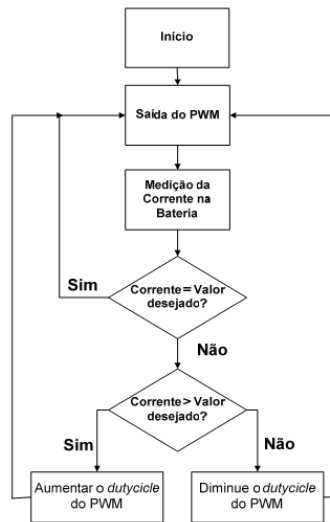 Início
Saída do PWM
Medição da
Corrente na
Bateria
Sim
Corrente = Valor
desejado?
Não
Corrente > Valor
desejado?
Sim
Não
Aumentar o dutycicle
do PWM
Diminue o dutycicle
do PWM